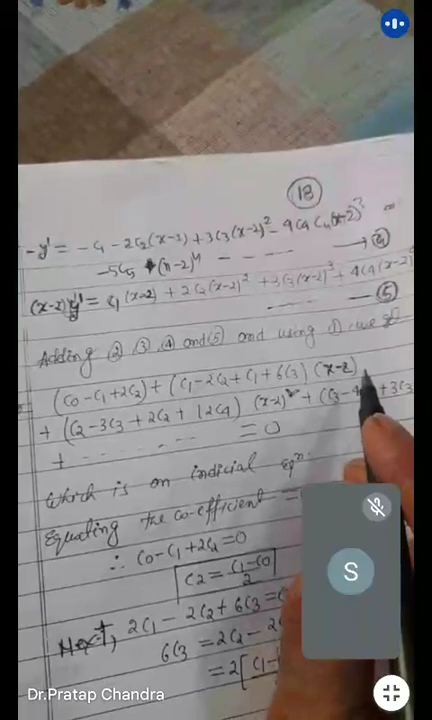 18
-y' = -c₁ - 2c₂(x-2) + 3c₃(x-2)² - 4c₄ (x-2)³
-5c₅ (x-2)⁴ - - - - → ④
(x-2)y' = c₁(x-2) + 2c₂(x-2)² + 3c₃(x-2)³ + 4c₄(x-2)
- - - - — ⑤
Adding ②, ③, ④ and ⑤ and using ① we
(c₀-c₁+2c₂) + (c₁-2c₂+c₁+6c₃) (x-2)
+ (c₂-3c₃+2c₂+12c₄) (x-2)² + (c₃-4 +3c₃
+ - - - - - - = 0
Which is an indicial eqⁿ
Equating the co-efficient =
∴ c₀-c₁+2c₂=0
c₂ = c₁-c₀/2
Next, 2c₁-2c₂+6c₃=
6c₃ = 2c₂-2
= 2[c₁-
S
Dr.Pratap Chandra